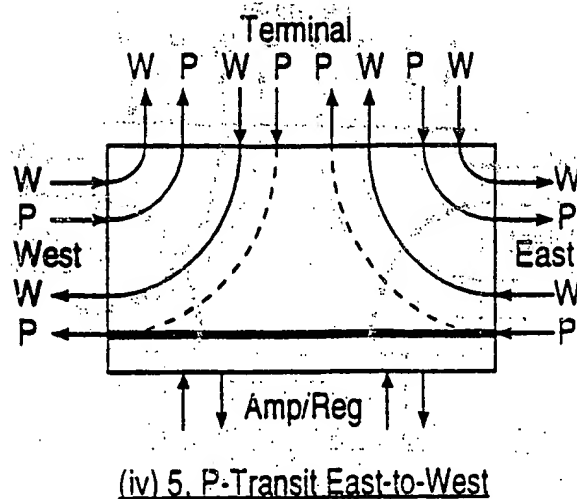 Terminal
W P W P P W P W
W W
P P
West East
W W
P P
Amp/Reg
(iv) 5. P-Transit East-to-West